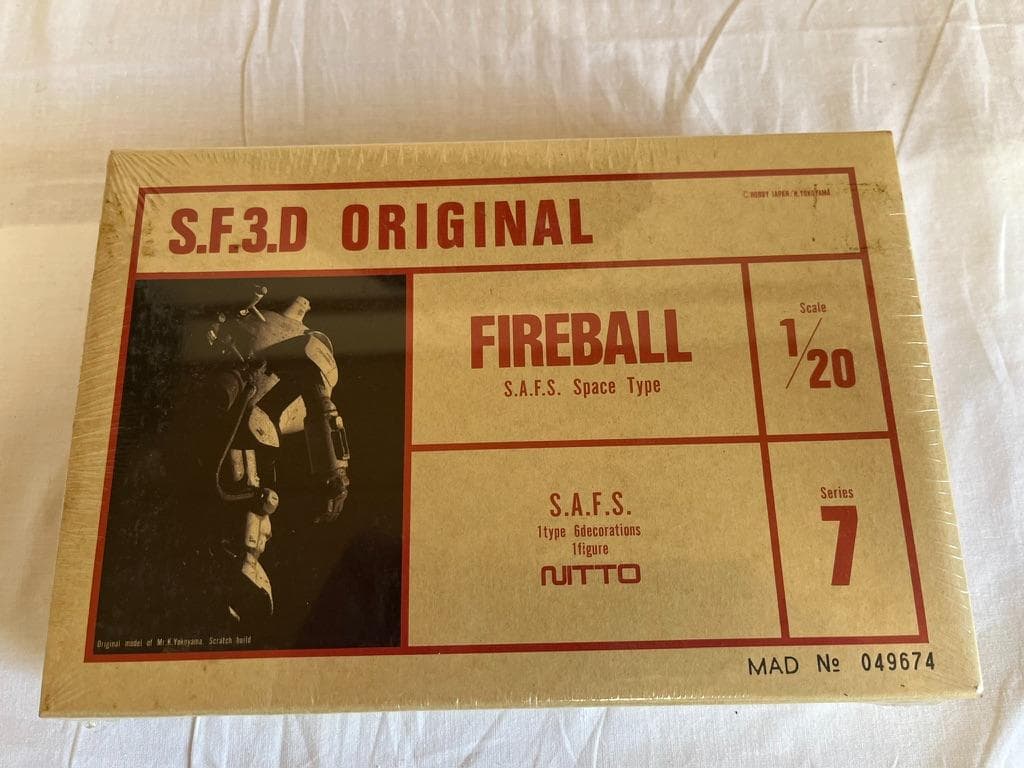 © HOBBY JAPAN/K.YOKOYAMA
S.F.3.D ORIGINAL
FIREBALL
S.A.F.S. Space Type
Scale
1/20
S.A.F.S.
1type 6decorations
1figure
NITTO
Series
7
Original model of Mr.K.Yokoyama. Scratch build
MAD № 049674